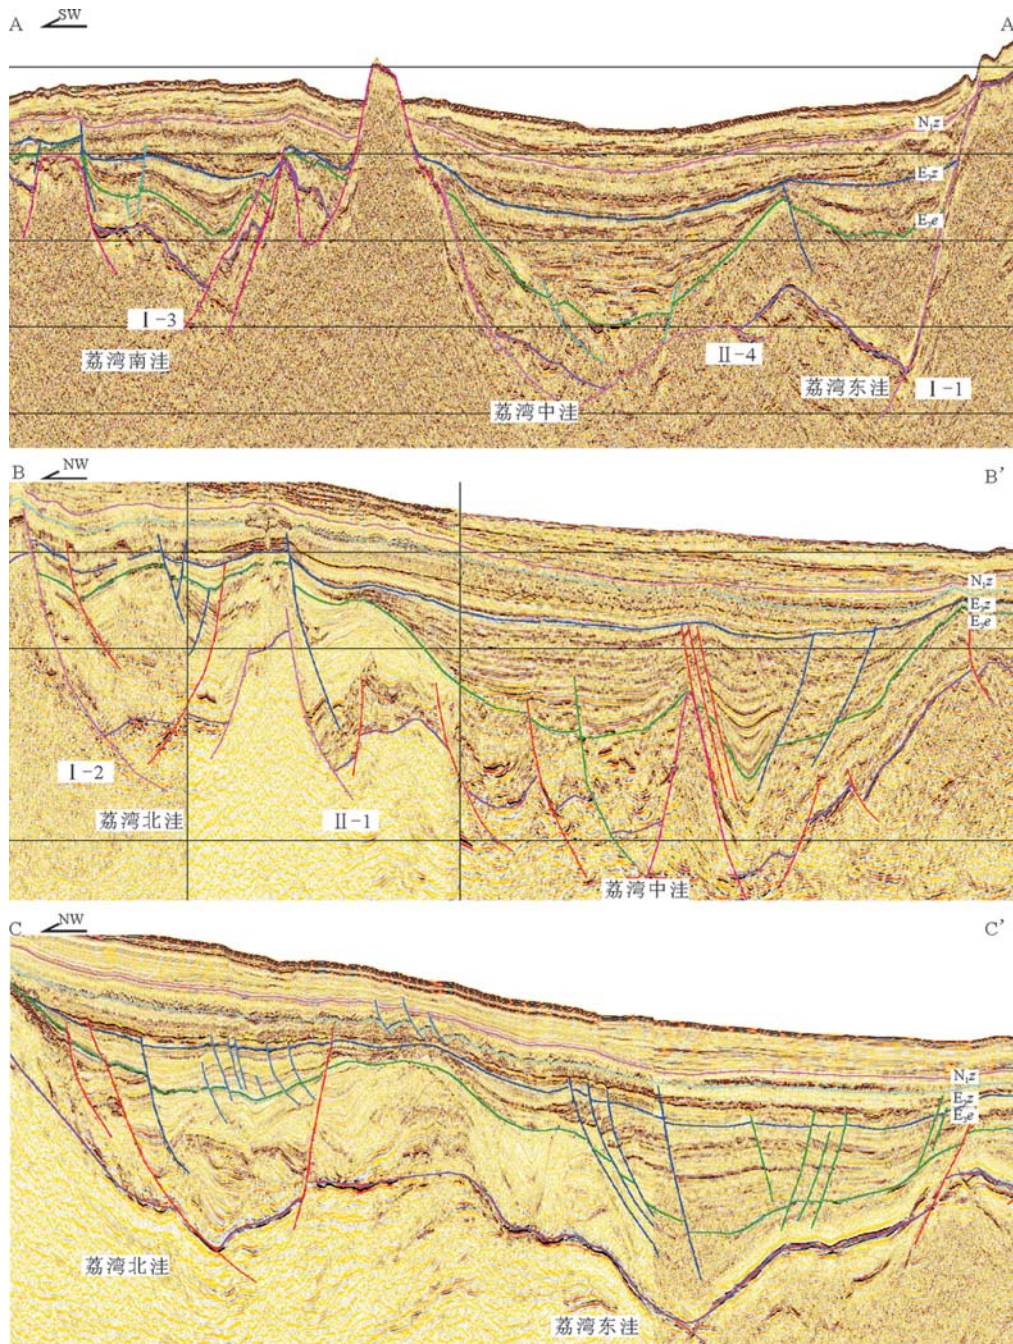 A SW A
N₁z
E₃z
E₂e
Ⅰ-3
Ⅱ-4
荔湾南洼
荔湾东洼 Ⅰ-1
荔湾中洼
B NW B'
N₁z
E₃z
E₂e
Ⅰ-2
荔湾北洼 Ⅱ-1
荔湾中洼
C NW C'
N₁z
E₃z
E₂e
荔湾北洼
荔湾东洼